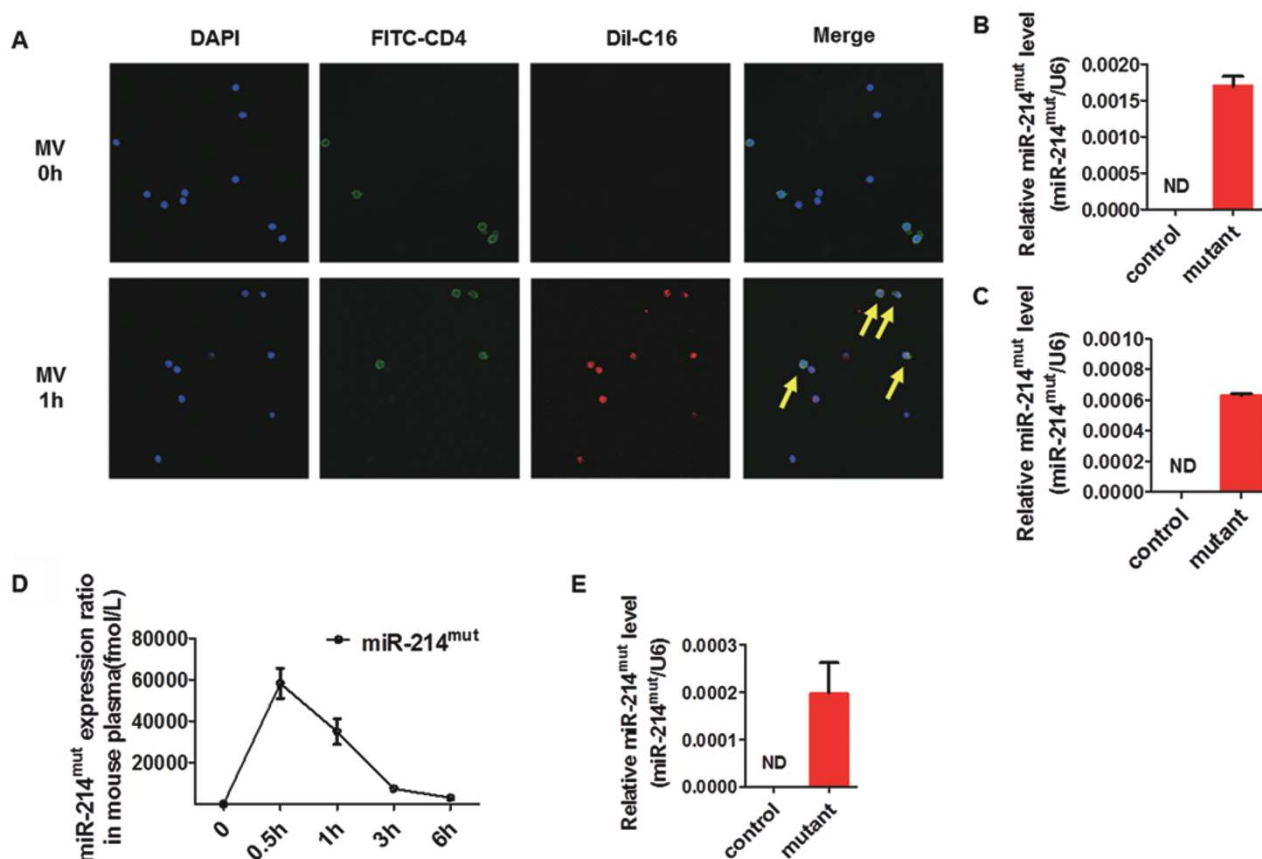 A
DAPI
FITC-CD4
DiI-C16
Merge
MV
0h
MV
1h
B
Relative miR-214mut level
(miR-214mut/U6)
0.0020
0.0015
0.0010
0.0005
0.0000
ND
control
mutant
C
Relative miR-214mut level
(miR-214mut/U6)
0.0010
0.0008
0.0006
0.0004
0.0002
0.0000
ND
control
mutant
D
miR-214mut expression ratio
in mouse plasma(fmol/L)
80000
60000
40000
20000
miR-214mut
0
0.5h
1h
3h
6h
E
Relative miR-214mut level
(miR-214mut/U6)
0.0003
0.0002
0.0001
0.0000
ND
control
mutant